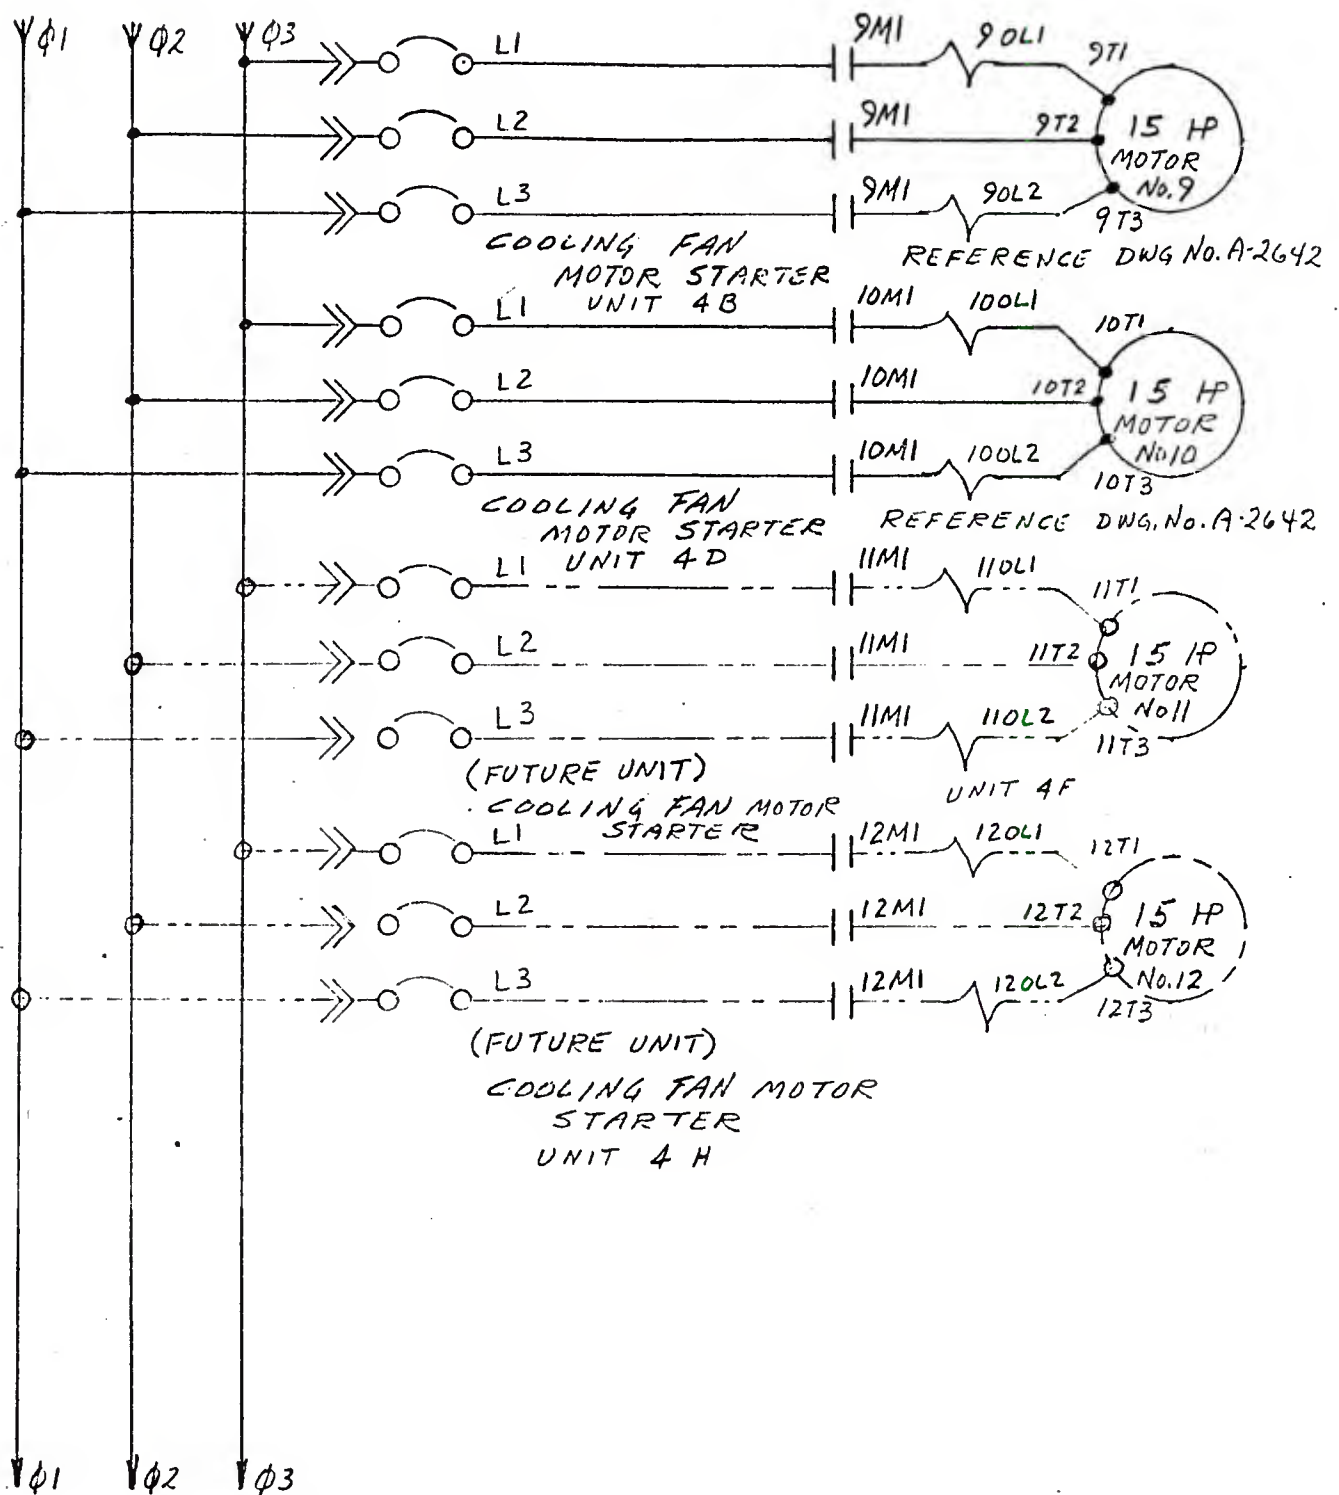 φ1 φ2 φ3
L1 9M1 9OL1 9T1
L2 9M1 9T2 15 HP
MOTOR
No.9
L3 9M1 9OL2 9T3
COOLING FAN
MOTOR STARTER
UNIT 4B
REFERENCE DWG No. A-2642
L1 10M1 10OL1 10T1
L2 10M1 10T2 15 HP
MOTOR
No10
L3 10M1 10OL2 10T3
COOLING FAN
MOTOR STARTER
UNIT 4D
REFERENCE DWG. No. A-2642
L1 11M1 11OL1 11T1
L2 11M1 11T2 15 HP
MOTOR
No11
L3 11M1 11OL2 11T3
(FUTURE UNIT)
COOLING FAN MOTOR
STARTER
UNIT 4F
L1 12M1 12OL1 12T1
L2 12M1 12T2 15 HP
MOTOR
No.12
L3 12M1 12OL2 12T3
(FUTURE UNIT)
COOLING FAN MOTOR
STARTER
UNIT 4 H
φ1 φ2 φ3